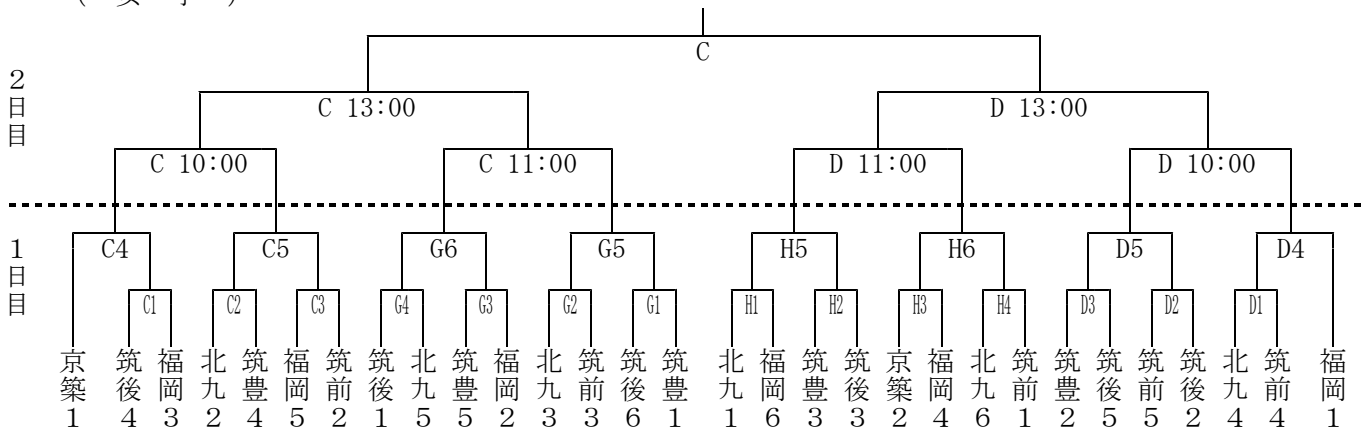 C
2日目
C 13:00 D 13:00
C 10:00 C 11:00 D 11:00 D 10:00
1日目
C4 C5 G6 G5 H5 H6 D5 D4
C1 C2 C3 G4 G3 G2 G1 H1 H2 H3 H4 D3 D2 D1
京築1 筑後4 福岡3 北九2 筑豊4 福岡5 筑前2 筑後1 北九5 筑豊5 福岡2 北九3 筑前3 筑後6 筑豊1 北九1 福岡6 筑豊3 筑後3 京築2 福岡4 北九6 筑前1 筑豊2 筑後5 筑前5 筑後2 北九4 筑前4 福岡1